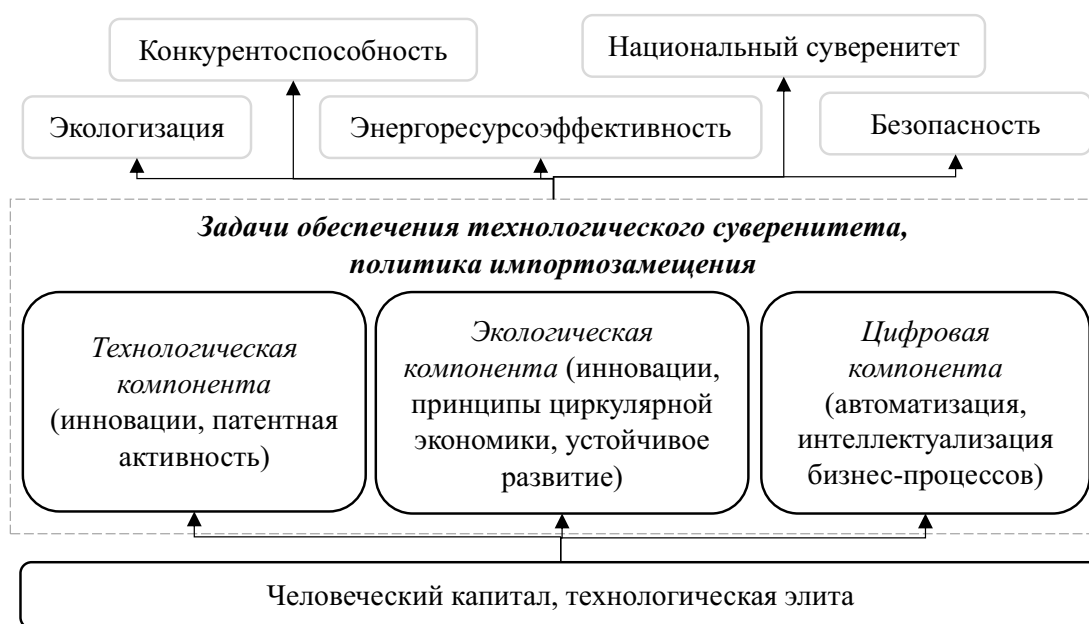 Конкурентоспособность
Национальный суверенитет
Экологизация
Энергоресурсоэффективность
Безопасность
Задачи обеспечения технологического суверенитета,
политика импортозамещения
Технологическая
компонента
(инновации, патентная
активность)
Экологическая
компонента (инновации,
принципы циркулярной
экономики, устойчивое
развитие)
Цифровая
компонента
(автоматизация,
интеллектуализация
бизнес-процессов)
Человеческий капитал, технологическая элита